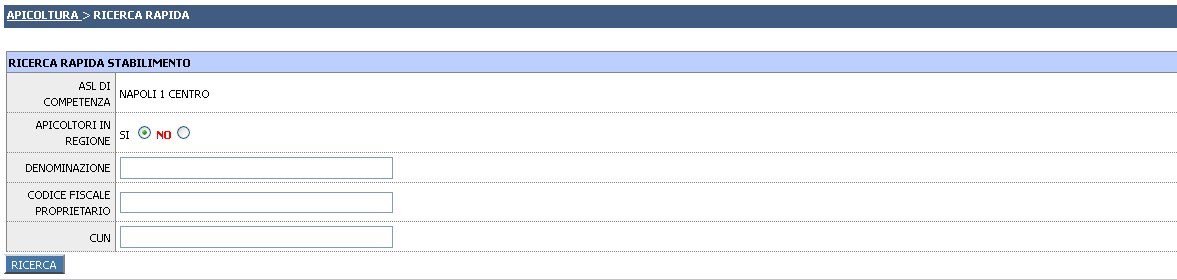 APICOLTURA > RICERCA RAPIDA
RICERCA RAPIDA STABILIMENTO
ASL DI
COMPETENZA
NAPOLI 1 CENTRO
APICOLTORI IN
REGIONE
SI NO
DENOMINAZIONE
CODICE FISCALE
PROPRIETARIO
CUN
RICERCA